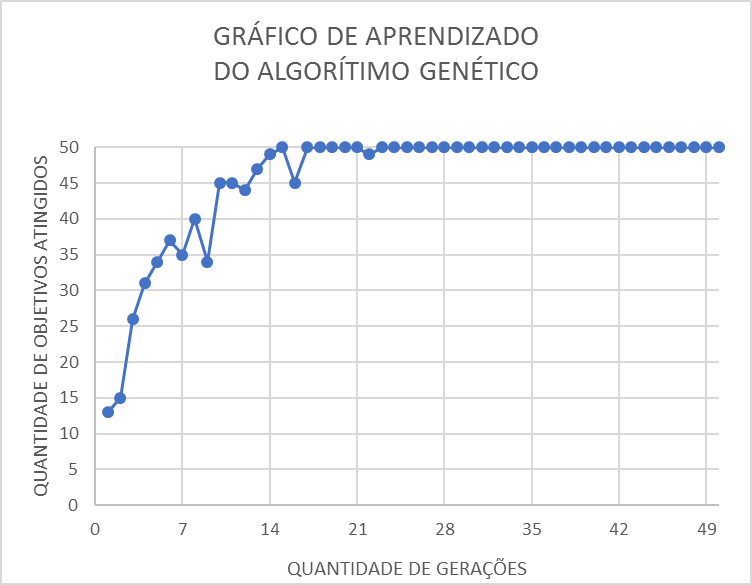 GRÁFICO DE APRENDIZADO
DO ALGORÍTIMO GENÉTICO
QUANTIDADE DE OBJETIVOS ATINGIDOS
50
45
40
35
30
25
20
15
10
5
0
0 7 14 21 28 35 42 49
QUANTIDADE DE GERAÇÕES